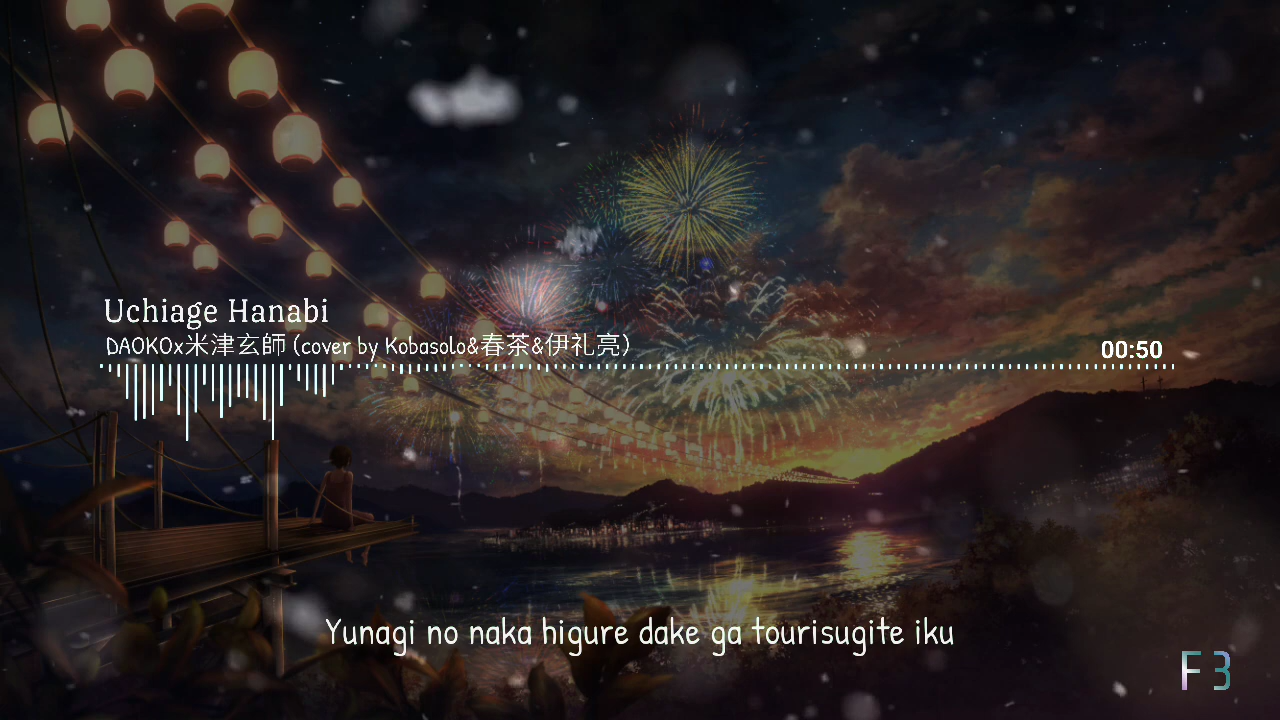 Uchiage Hanabi
DAOKOx米津玄師 (cover by Kobasolo&春茶&伊礼亮)
00:50
Yunagi no naka higure dake ga tourisugite iku
F3